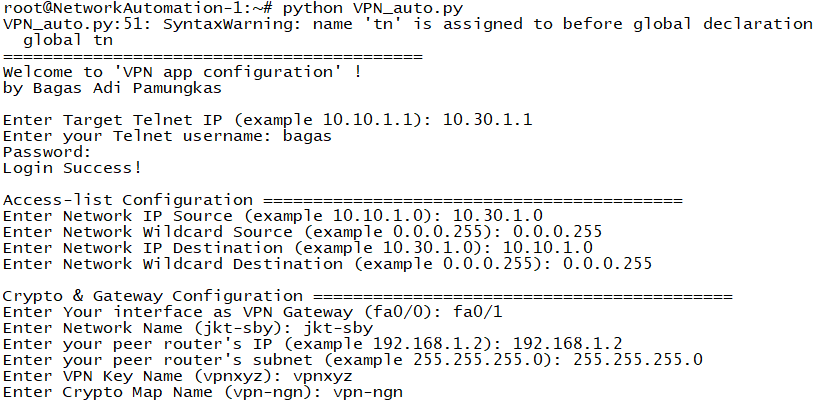 root@NetworkAutomation-1:~# python VPN_auto.py
VPN_auto.py:51: SyntaxWarning: name 'tn' is assigned to before global declaration
  global tn
==========================================
Welcome to 'VPN app configuration' !
by Bagas Adi Pamungkas

Enter Target Telnet IP (example 10.10.1.1): 10.30.1.1
Enter your Telnet username: bagas
Password:
Login Success!

Access-list Configuration ==========================================
Enter Network IP Source (example 10.10.1.0): 10.30.1.0
Enter Network Wildcard Source (example 0.0.0.255): 0.0.0.255
Enter Network IP Destination (example 10.30.1.0): 10.10.1.0
Enter Network Wildcard Destination (example 0.0.0.255): 0.0.0.255

Crypto & Gateway Configuration ==========================================
Enter Your interface as VPN Gateway (fa0/0): fa0/1
Enter Network Name (jkt-sby): jkt-sby
Enter your peer router's IP (example 192.168.1.2): 192.168.1.2
Enter your peer router's subnet (example 255.255.255.0): 255.255.255.0
Enter VPN Key Name (vpnxyz): vpnxyz
Enter Crypto Map Name (vpn-ngn): vpn-ngn